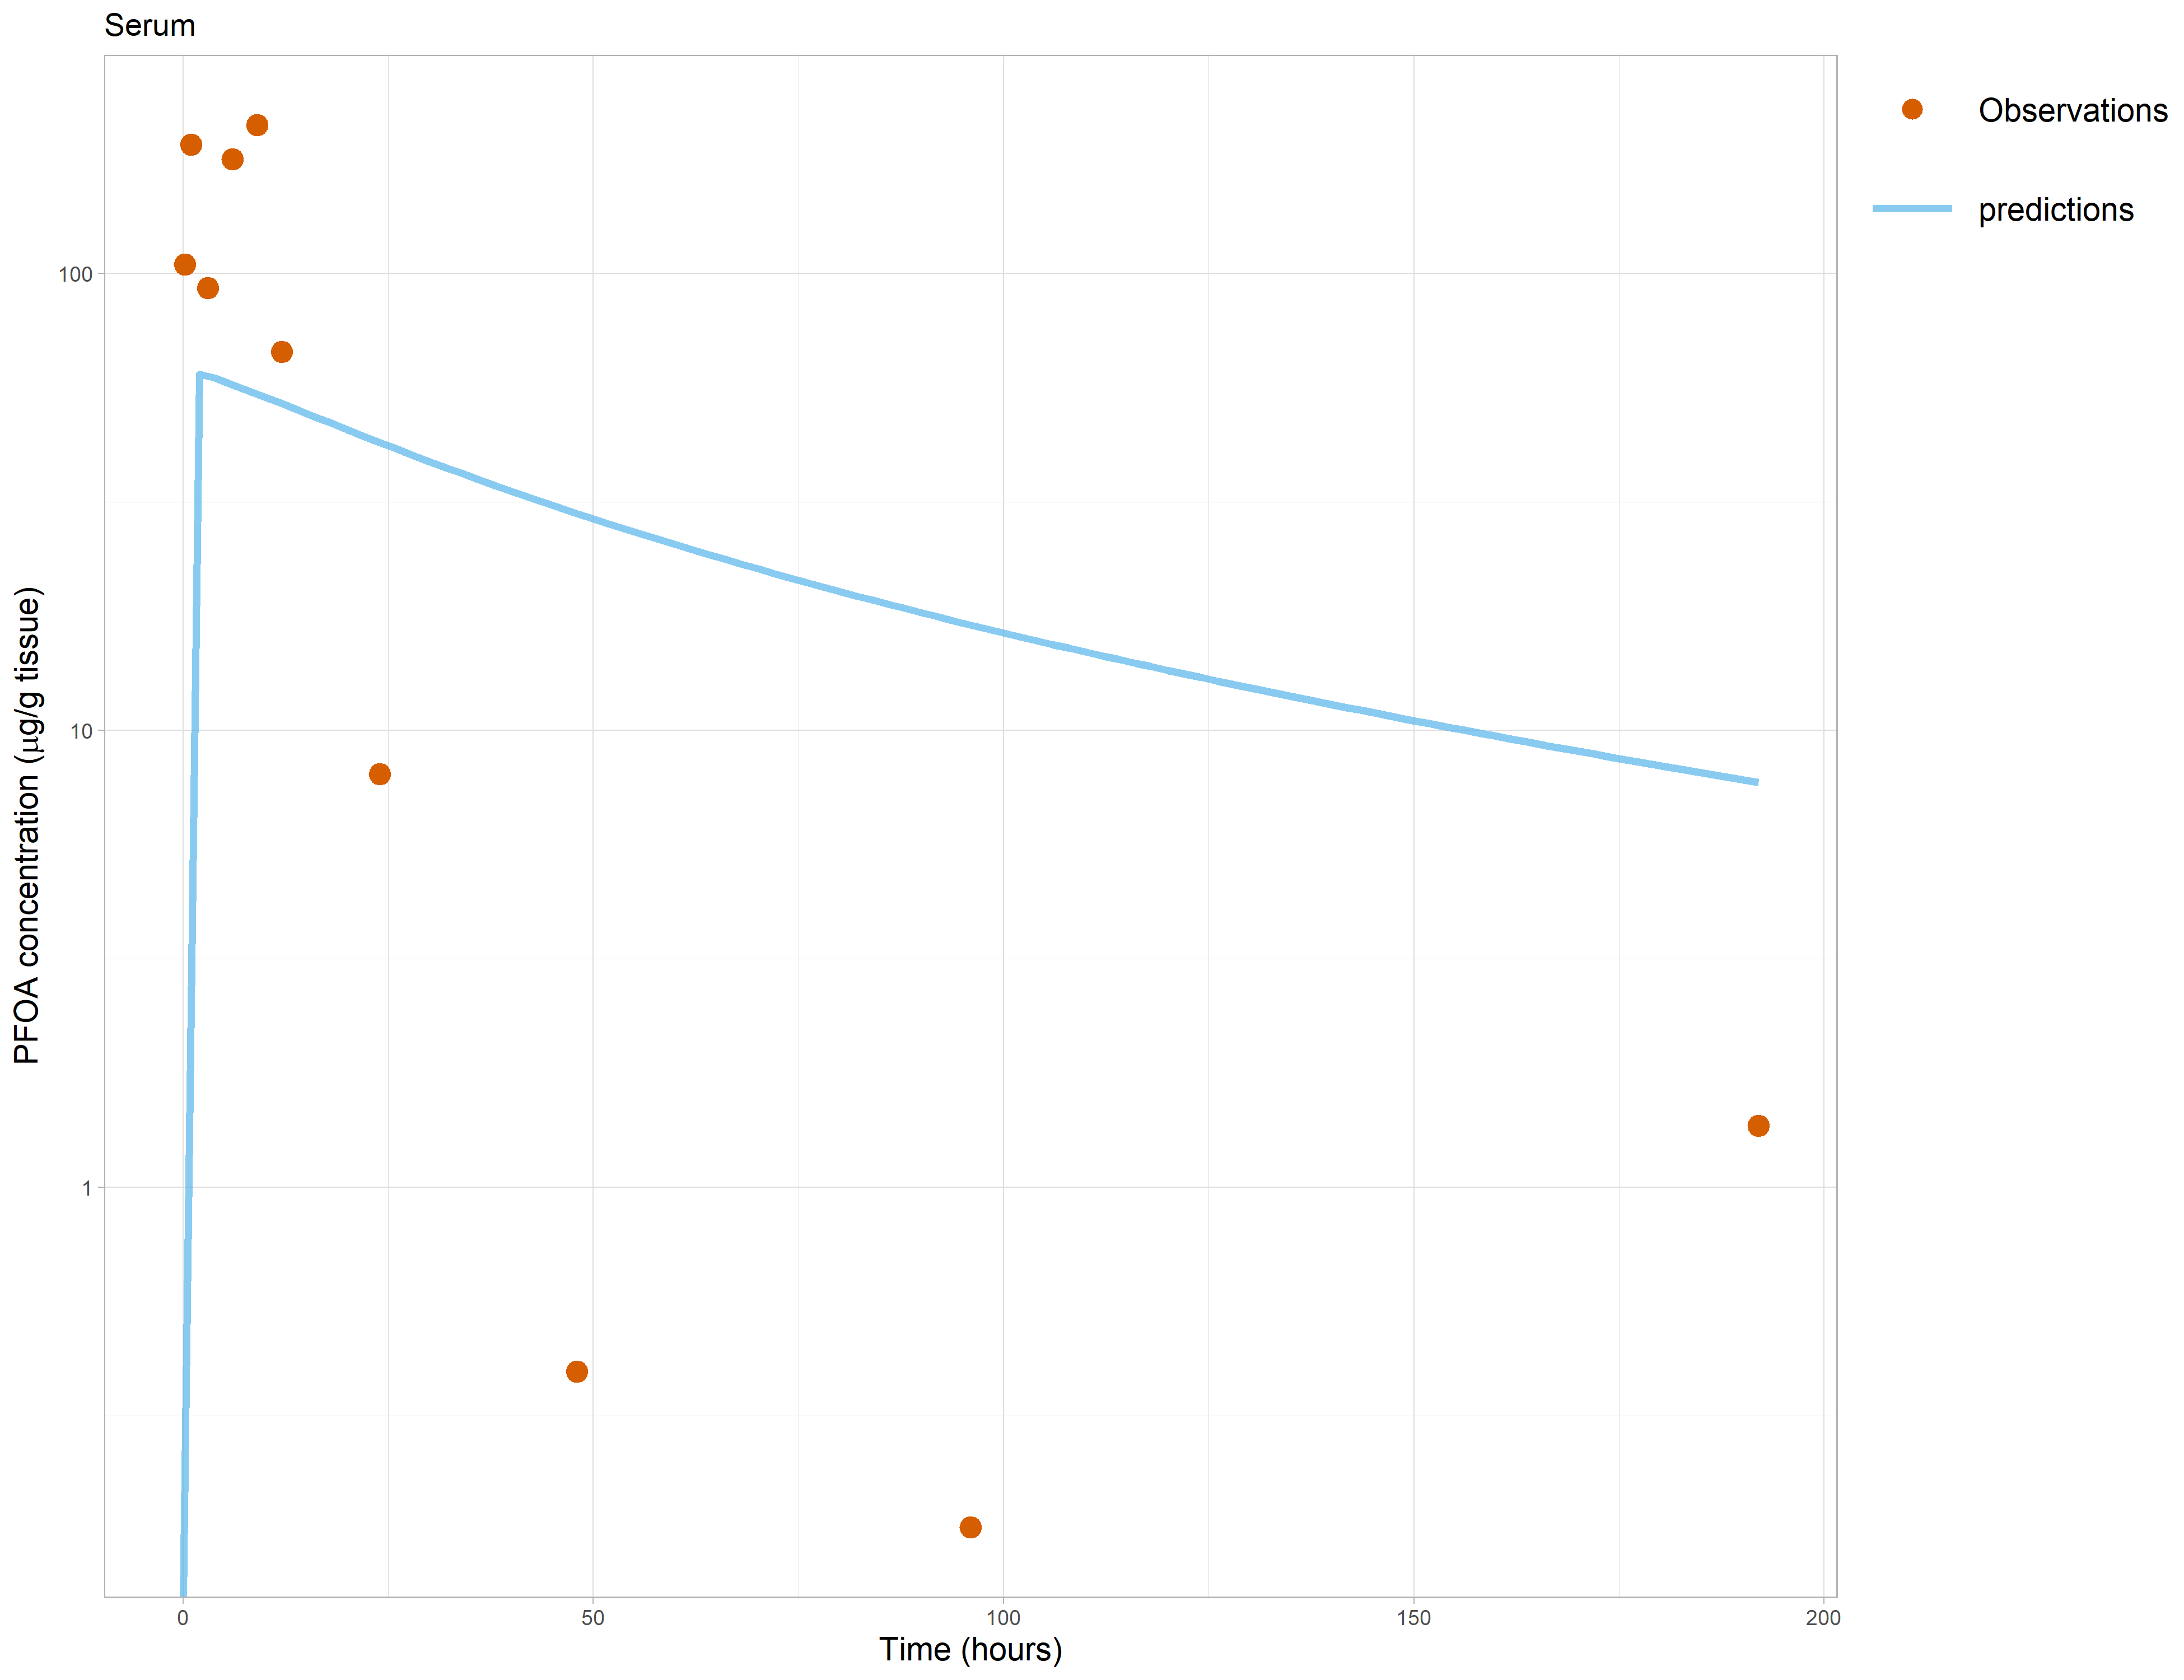 Serum
Observations
predictions
PFOA concentration (μg/g tissue)
100
10
1
0
50
100
150
200
Time (hours)